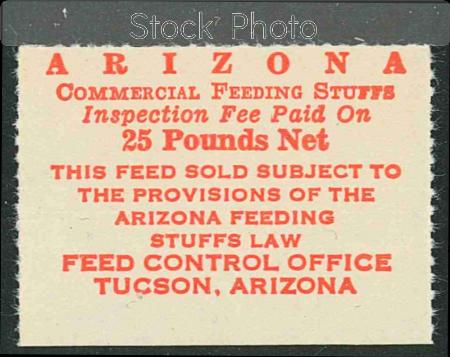 Stock Photo
ARIZONA
COMMERCIAL FEEDING STUFFS
Inspection Fee Paid On
25 Pounds Net
THIS FEED SOLD SUBJECT TO
THE PROVISIONS OF THE
ARIZONA FEEDING
STUFFS LAW
FEED CONTROL OFFICE
TUCSON, ARIZONA